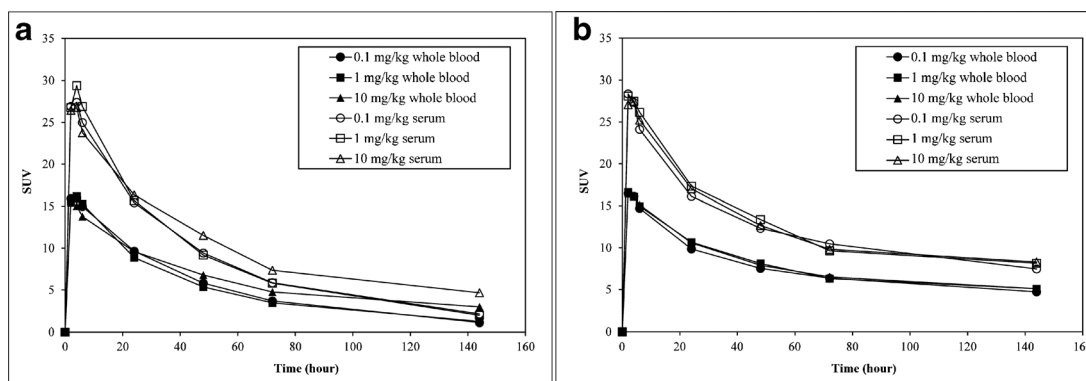 a
35
30
25
20
15
10
5
0
SUV
0.1 mg/kg whole blood
1 mg/kg whole blood
10 mg/kg whole blood
0.1 mg/kg serum
1 mg/kg serum
10 mg/kg serum
0 20 40 60 80 100 120 140 160
Time (hour)
b
35
30
25
20
15
10
5
0
SUV
0.1 mg/kg whole blood
1 mg/kg whole blood
10 mg/kg whole blood
0.1 mg/kg serum
1 mg/kg serum
10 mg/kg serum
0 20 40 60 80 100 120 140 160
Time (hour)